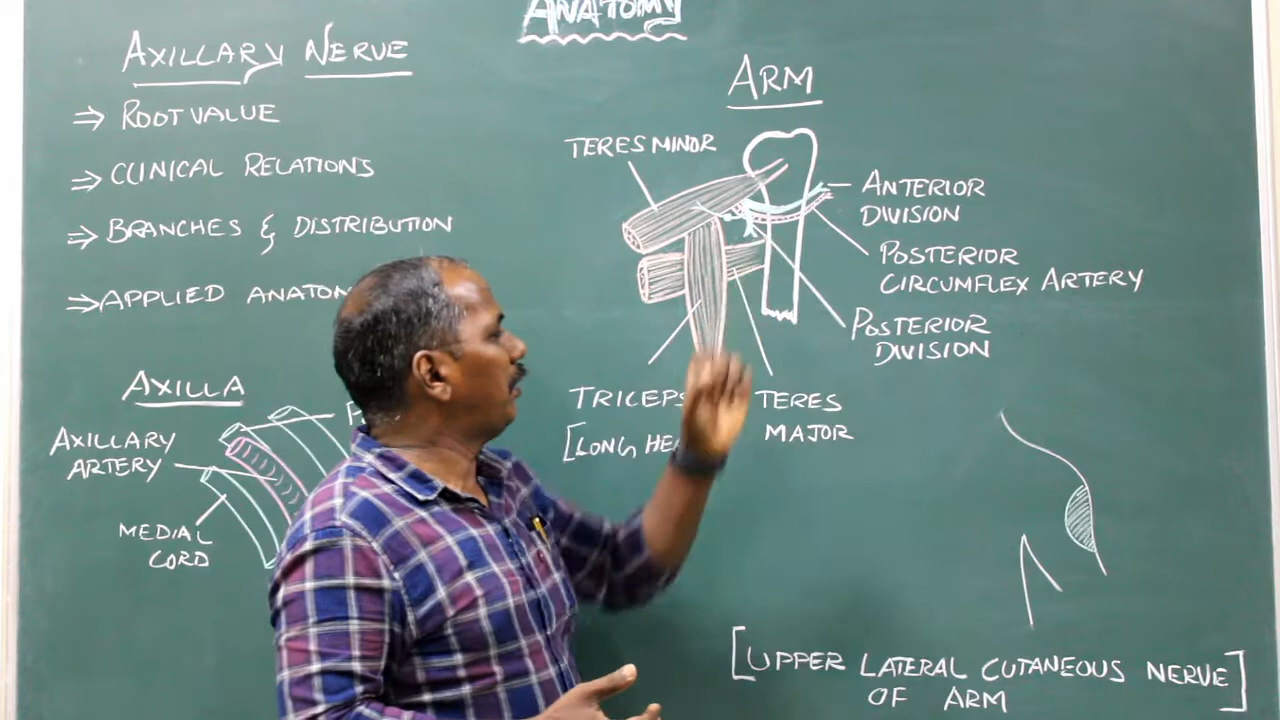 ANATOMY
AXILLARY NERVE
⇒ ROOT VALUE
⇒ CLINICAL RELATIONS
⇒ BRANCHES & DISTRIBUTION
⇒ APPLIED
AXILLA
AXILLARY
ARTERY
MEDIAL
CORD
ARM
TERES MINOR
ANTERIOR
DIVISION
POSTERIOR
CIRCUMFLEX ARTERY
POSTERIOR
DIVISION
TRICEPS
[LONG
TERES
MAJOR
[UPPER LATERAL CUTANEOUS NERVE
OF ARM]